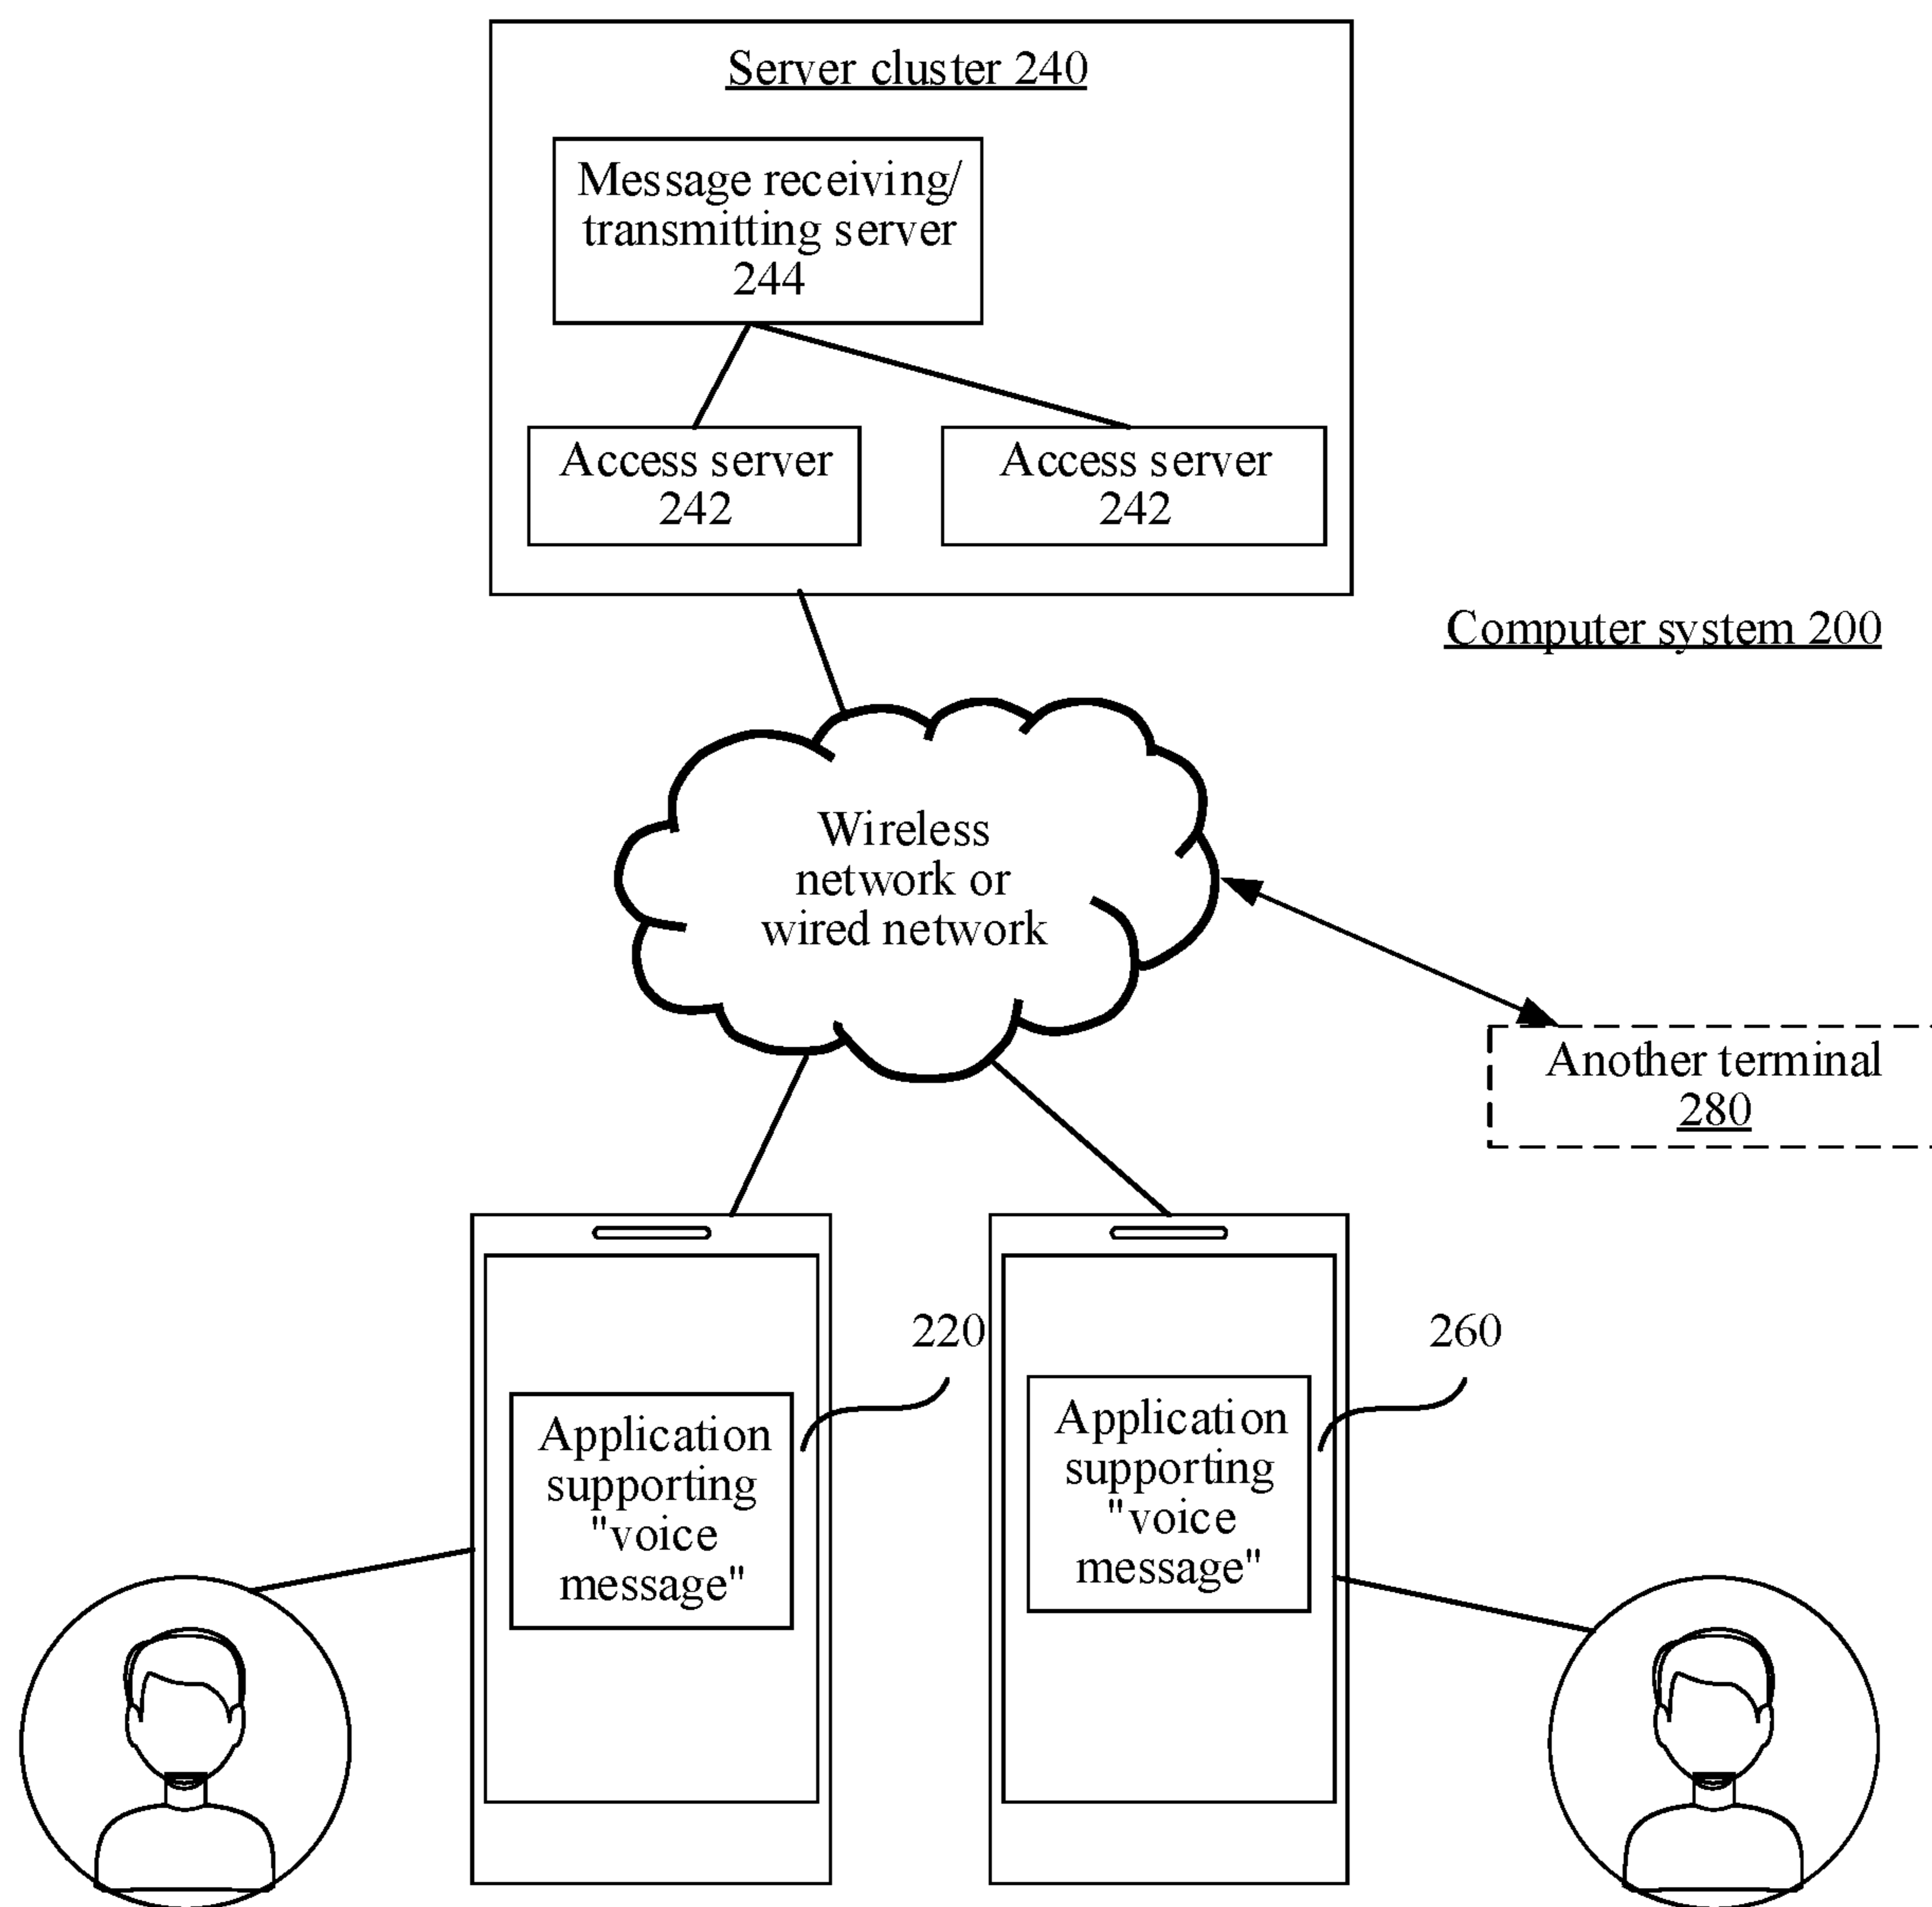 Server cluster 240
Message receiving/
transmitting server
244
Access server
242
Access server
242
Computer system 200
Wireless
network or
wired network
Another terminal
280
220
260
Application
supporting
"voice
message"
Application
supporting
"voice
message"